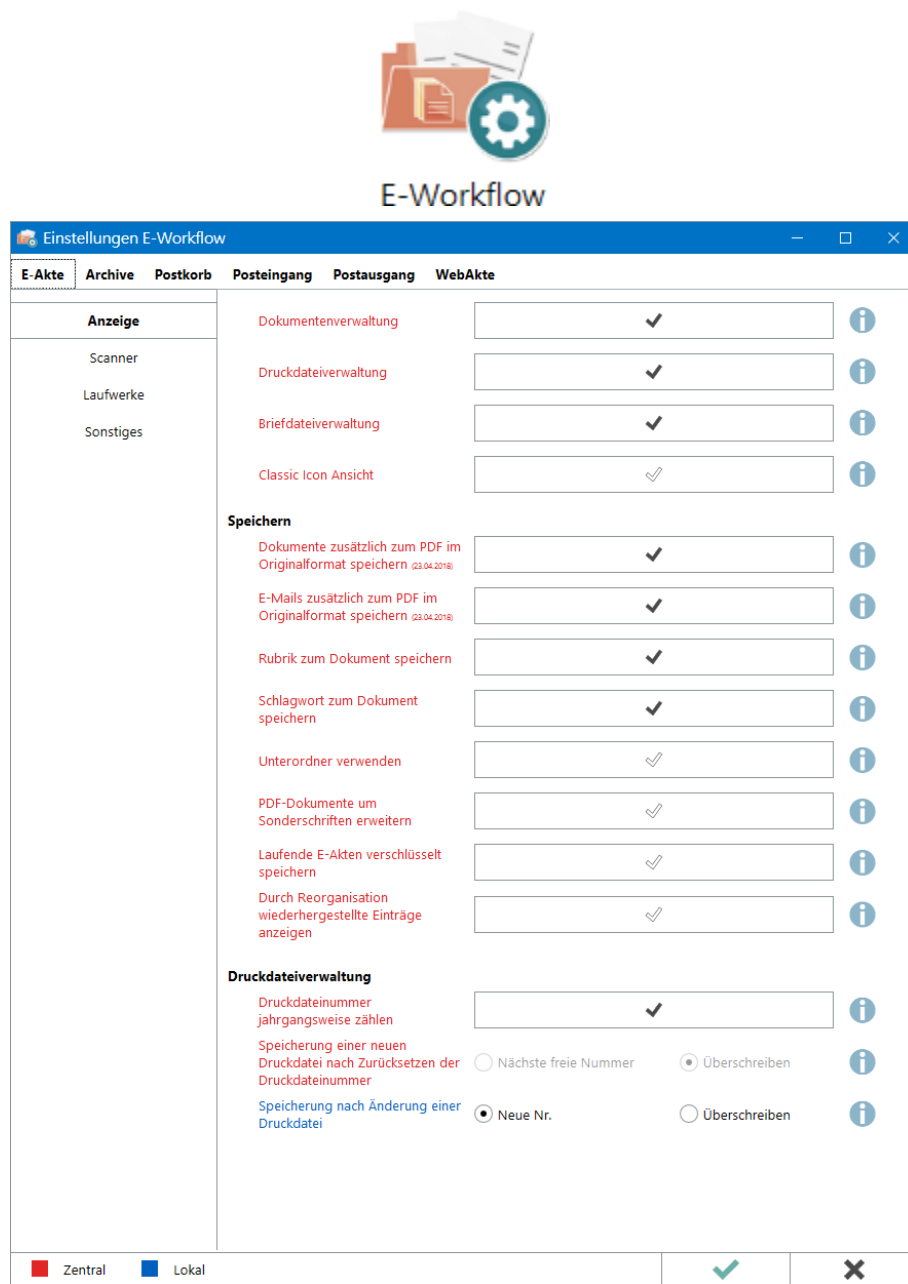 E-Workflow
Einstellungen E-Workflow
E-Akte Archive Postkorb Posteingang Postausgang WebAkte
Anzeige
Scanner
Laufwerke
Sonstiges
Dokumentenverwaltung
Druckdateiverwaltung
Briefdateiverwaltung
Classic Icon Ansicht
Speichern
Dokumente zusätzlich zum PDF im
Originalformat speichern (23.04.2018)
E-Mails zusätzlich zum PDF im
Originalformat speichern (23.04.2018)
Rubrik zum Dokument speichern
Schlagwort zum Dokument
speichern
Unterordner verwenden
PDF-Dokumente um
Sonderschriften erweitern
Laufende E-Akten verschlüsselt
speichern
Durch Reorganisation
wiederhergestellte Einträge
anzeigen
Druckdateiverwaltung
Druckdateinummer
jahrgangsweise zählen
Speicherung einer neuen
Druckdatei nach Zurücksetzen der
Druckdateinummer
Nächste freie Nummer Überschreiben
Speicherung nach Änderung einer
Druckdatei
Neue Nr. Überschreiben
Zentral Lokal